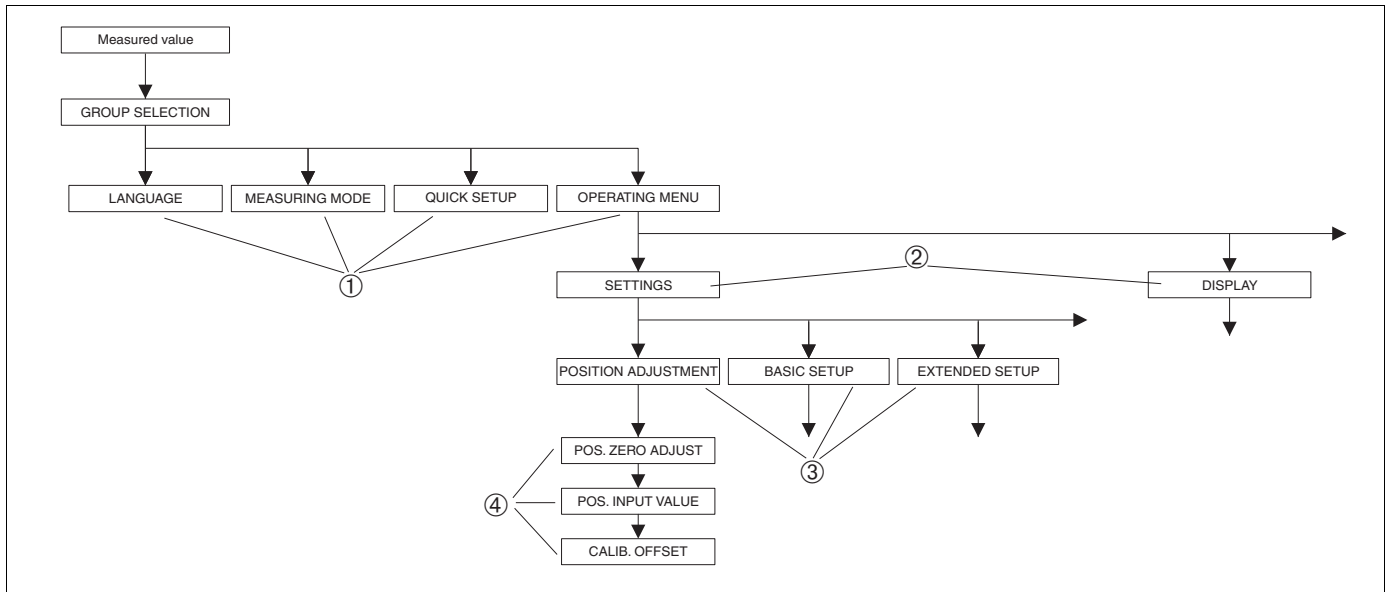 Measured value
GROUP SELECTION
LANGUAGE
MEASURING MODE
QUICK SETUP
OPERATING MENU
①
②
SETTINGS
DISPLAY
POSITION ADJUSTMENT
BASIC SETUP
EXTENDED SETUP
③
POS. ZERO ADJUST
④
POS. INPUT VALUE
CALIB. OFFSET